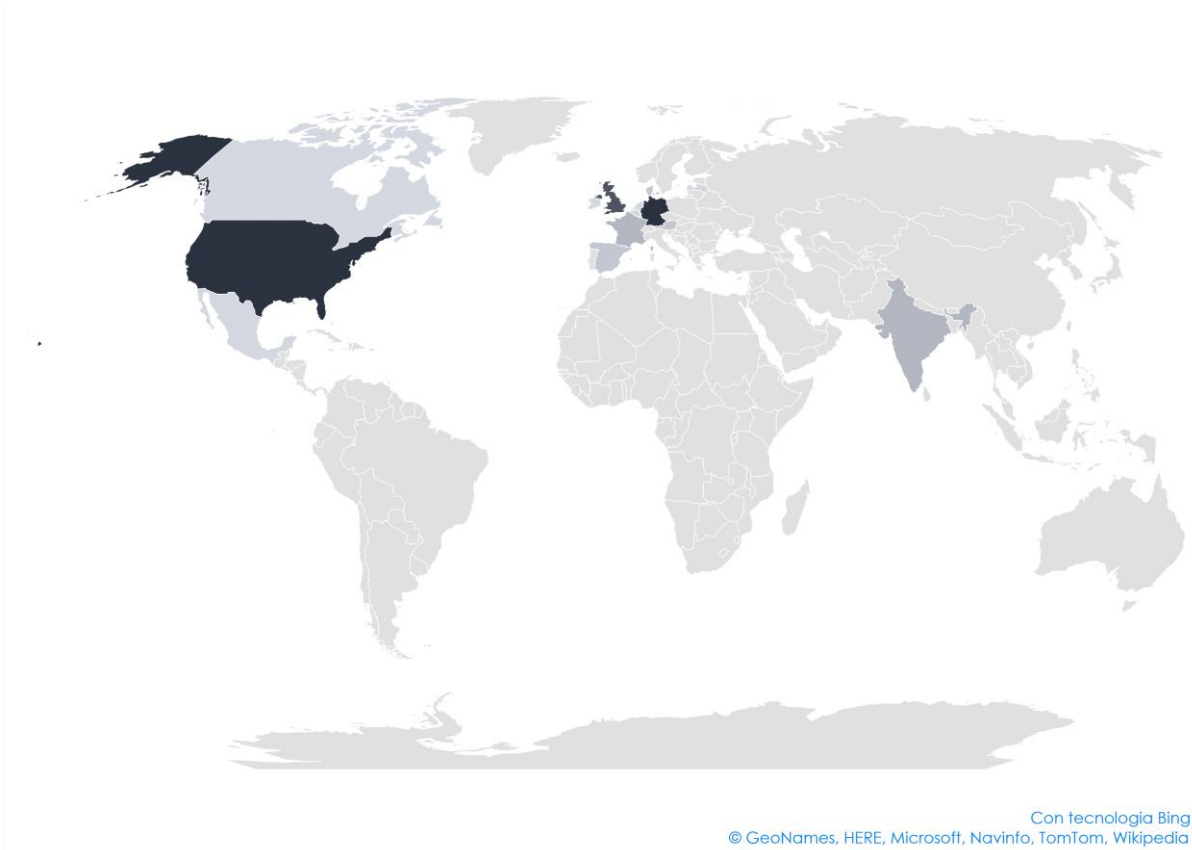 Con tecnologia Bing
© GeoNames, HERE, Microsoft, Navinfo, TomTom, Wikipedia